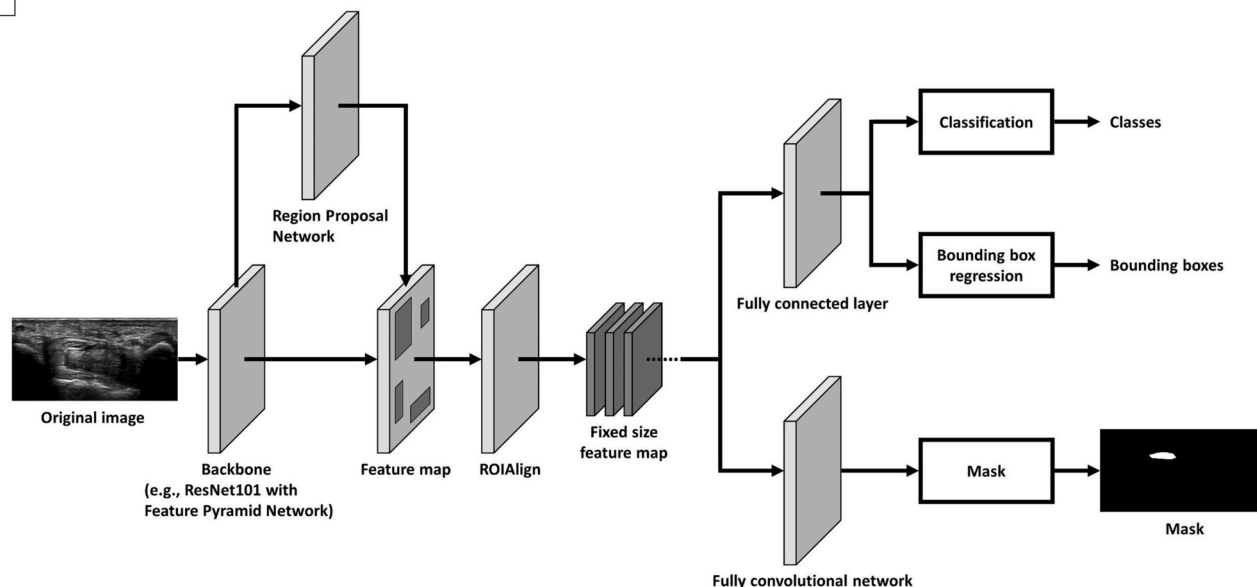 Region Proposal
Network
Original image
Backbone
(e.g., ResNet101 with
Feature Pyramid Network)
Feature map
ROIAlign
Fixed size
feature map
Fully connected layer
Classification
Classes
Bounding box
regression
Bounding boxes
Fully convolutional network
Mask
Mask